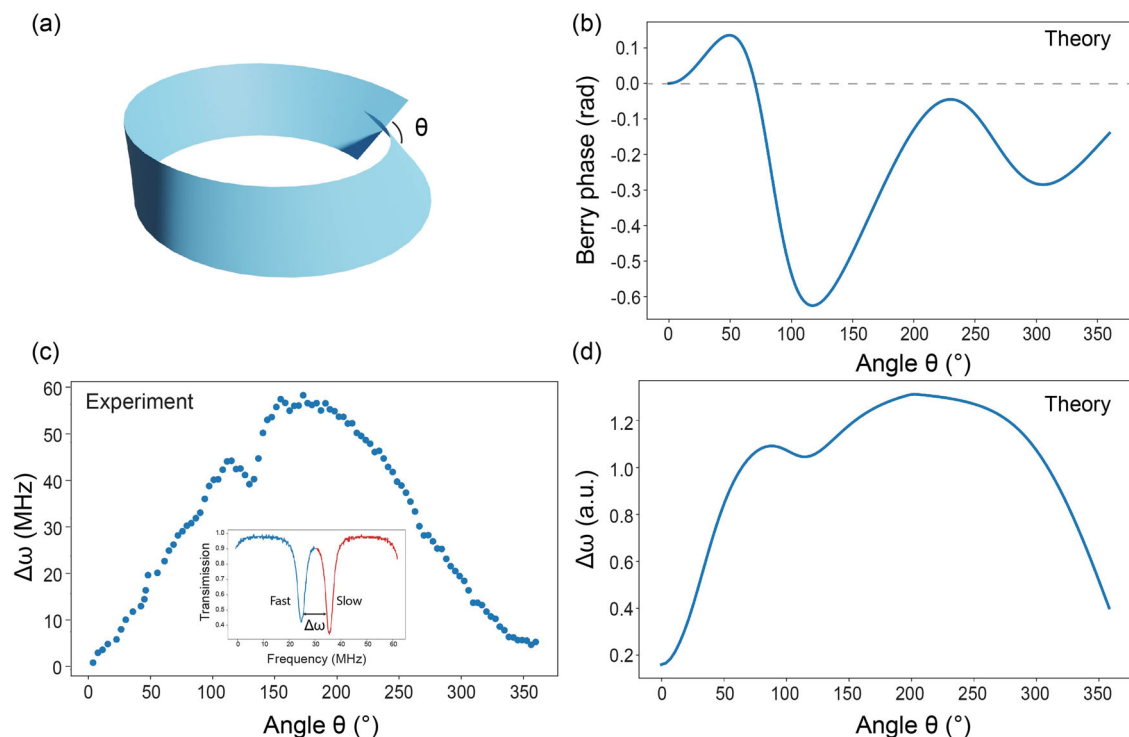 (a)
θ
(b)
Theory
0.1
0.0
-0.1
-0.2
-0.3
-0.4
-0.5
-0.6
Berry phase (rad)
0 50 100 150 200 250 300 350
Angle θ (°)
(c)
Experiment
60
50
40
30
20
10
0
Δω (MHz)
0 50 100 150 200 250 300 350
Angle θ (°)
1.0
0.9
0.8
0.7
0.6
0.5
0.4
Transimission
Fast
Slow
Δω
0 10 20 30 40 50 60
Frequency (MHz)
(d)
Theory
1.2
1.0
0.8
0.6
0.4
0.2
Δω (a.u.)
0 50 100 150 200 250 300 350
Angle θ (°)